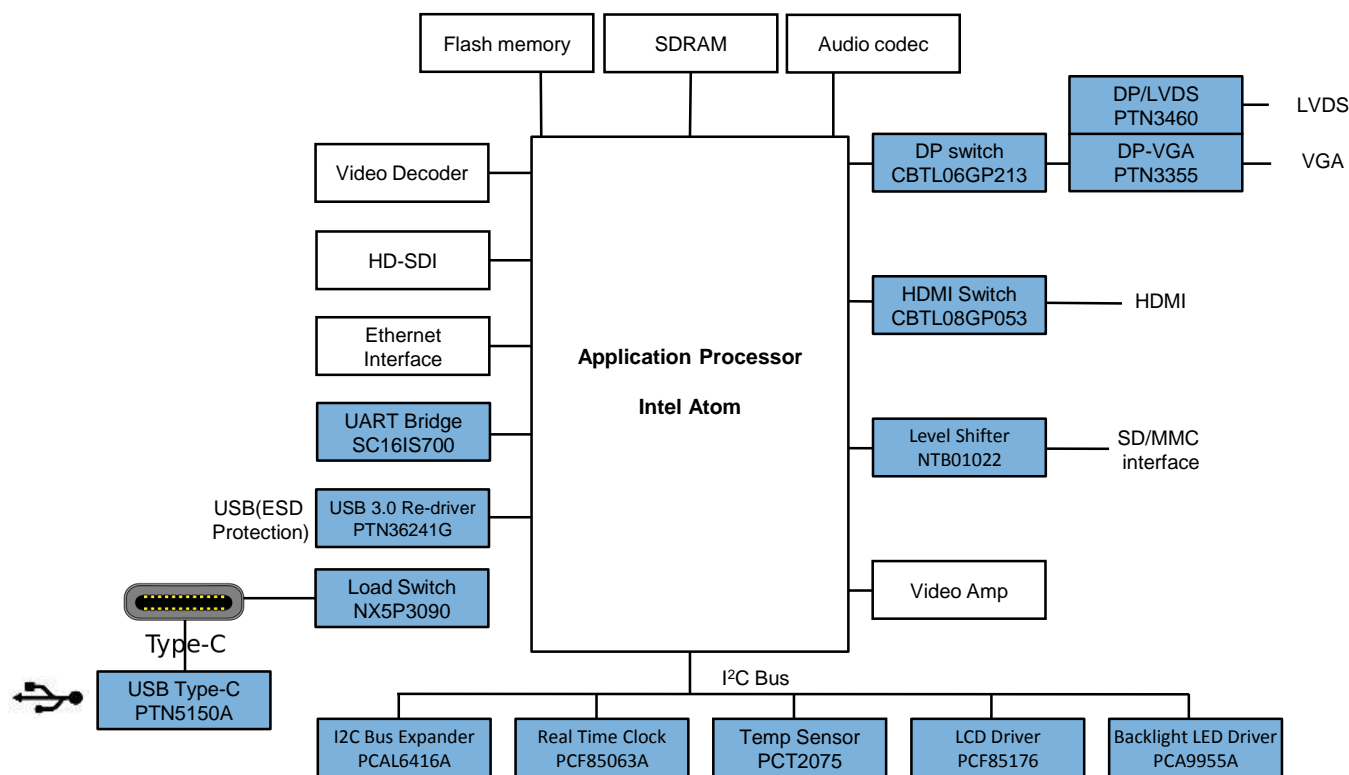 Flash memory
SDRAM
Audio codec
DP/LVDS
PTN3460
LVDS
DP switch
CBTL06GP213
DP-VGA
PTN3355
VGA
Video Decoder
HD-SDI
HDMI Switch
CBTL08GP053
HDMI
Ethernet
Interface
Application Processor
Intel Atom
UART Bridge
SC16IS700
Level Shifter
NTB01022
SD/MMC
interface
USB(ESD
Protection)
USB 3.0 Re-driver
PTN36241G
Load Switch
NX5P3090
Video Amp
Type-C
USB Type-C
PTN5150A
I²C Bus
I2C Bus Expander
PCAL6416A
Real Time Clock
PCF85063A
Temp Sensor
PCT2075
LCD Driver
PCF85176
Backlight LED Driver
PCA9955A